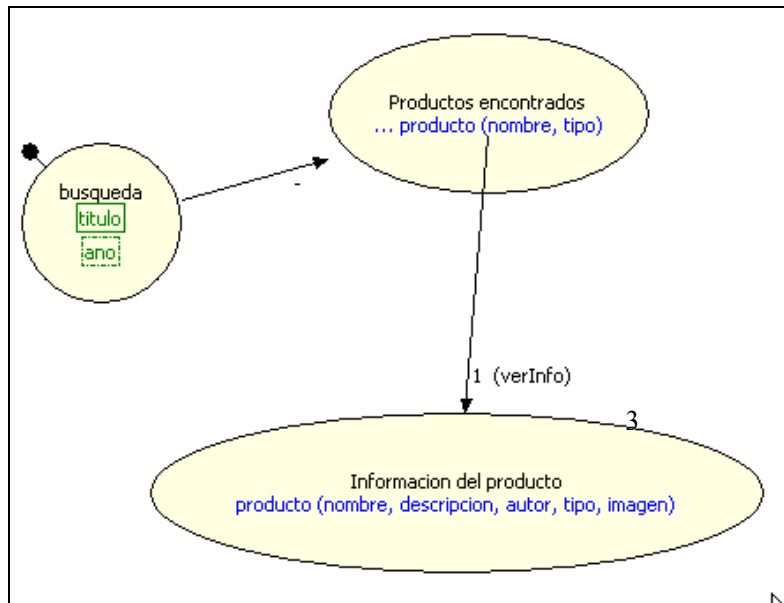 Productos encontrados
... producto (nombre, tipo)
busqueda
titulo
ano
-
1 (verInfo)
3
Informacion del producto
producto (nombre, descripcion, autor, tipo, imagen)